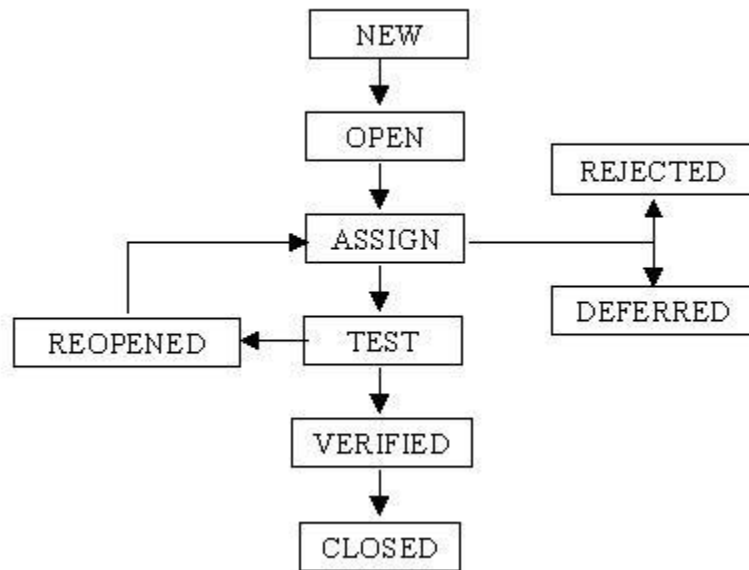 NEW
OPEN
REJECTED
ASSIGN
DEFERRED
REOPENED
TEST
VERIFIED
CLOSED